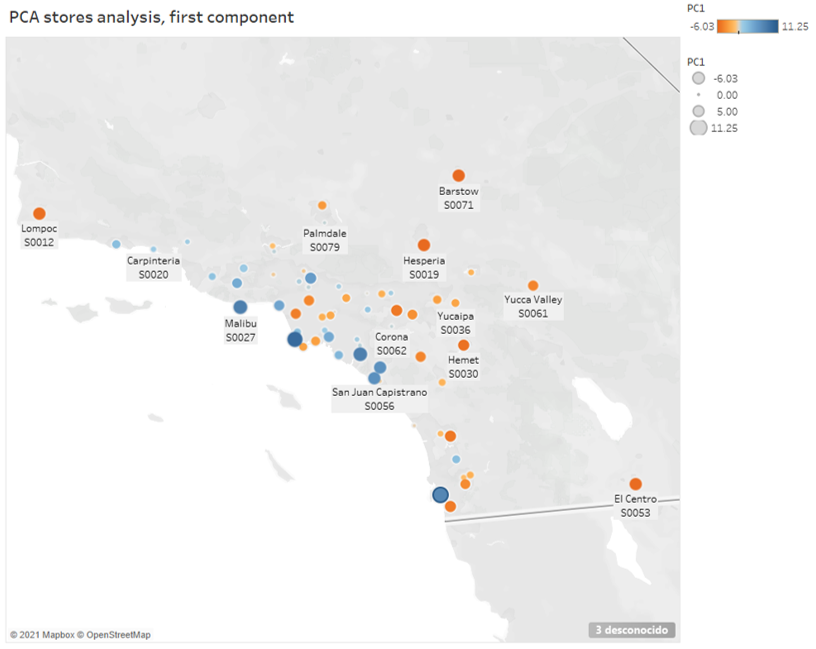 PCA stores analysis, first component
PC1
-6.03 11.25
PC1
-6.03
0.00
5.00
11.25
Barstow
S0071
Lompoc
S0012
Palmdale
S0079
Carpinteria
S0020
Hesperia
S0019
Yucca Valley
S0061
Malibu
S0027
Yucaipa
S0036
Corona
S0062
Hemet
S0030
San Juan Capistrano
S0056
El Centro
S0053
© 2021 Mapbox © OpenStreetMap
3 desconocido